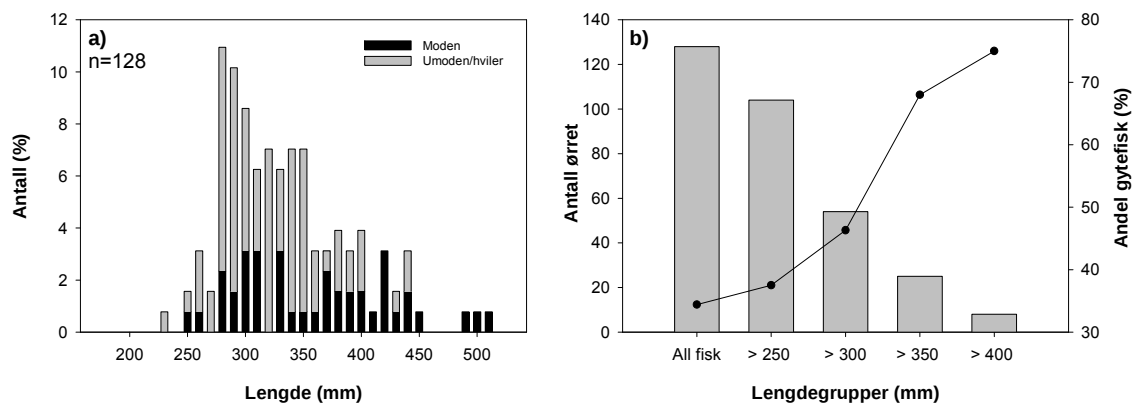 a)
n=128
Moden
Umoden/hviler
Antall (%)
12
10
8
6
4
2
0
200 250 300 350 400 450 500
Lengde (mm)
b)
Antall ørret
140
120
100
80
60
40
20
0
80
70
60
50
40
30
Andel gytefisk (%)
All fisk > 250 > 300 > 350 > 400
Lengdegrupper (mm)